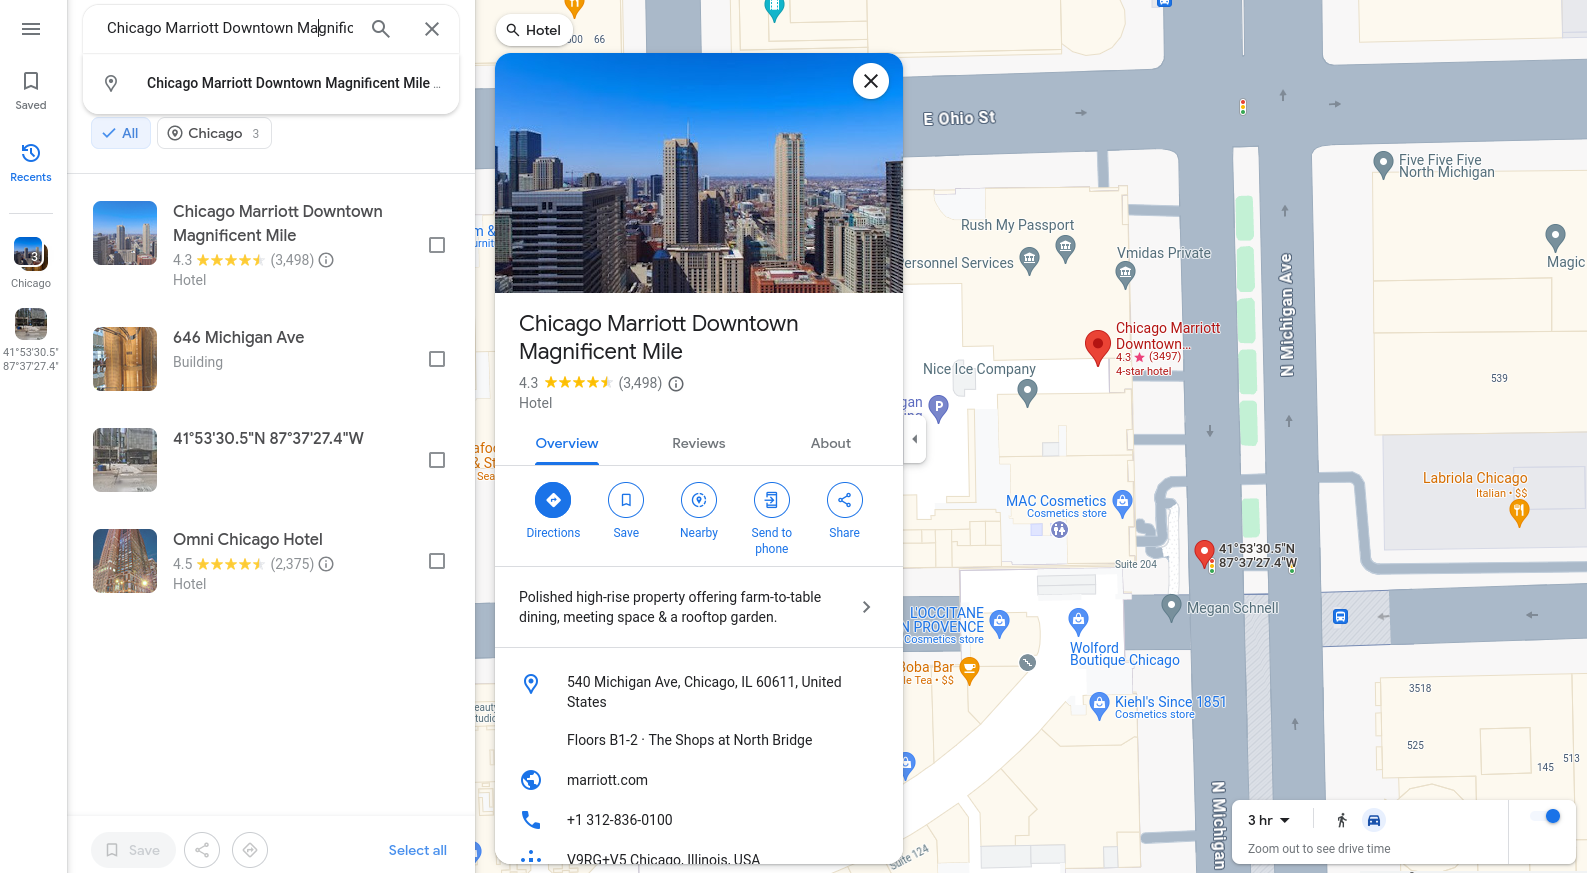 Chicago Marriott Downtown Magnific
Chicago Marriott Downtown Magnificent Mile ...
Saved
Recents
3
Chicago
41°53'30.5"
87°37'27.4"
All
Chicago 3
Chicago Marriott Downtown
Magnificent Mile
4.3 (3,498)
Hotel
646 Michigan Ave
Building
41°53'30.5"N 87°37'27.4"W
Omni Chicago Hotel
4.5 (2,375)
Hotel
Save
Select all
Hotel
Chicago Marriott Downtown
Magnificent Mile
4.3 (3,498)
Hotel
Overview
Reviews
About
Directions
Save
Nearby
Send to
phone
Share
Polished high-rise property offering farm-to-table
dining, meeting space & a rooftop garden.
540 Michigan Ave, Chicago, IL 60611, United
States
Floors B1-2 · The Shops at North Bridge
marriott.com
+1 312-836-0100
V9RG+V5 Chicago, Illinois, USA
66
E Ohio St
Five Five Five
North Michigan
Rush My Passport
ersonnel Services
Vmidas Private
Magic
N Michigan Ave
Chicago Marriott
Downtown...
4.3 (3497)
4-star hotel
Nice Ice Company
539
gan
P
MAC Cosmetics
Cosmetics store
Labriola Chicago
Italian • $$
41°53'30.5"N
87°37'27.4"W
Suite 204
L'OCCITANE
N PROVENCE
Cosmetics store
Megan Schnell
Wolford
Boutique Chicago
Boba Bar
le Tea • $$
Kiehl's Since 1851
Cosmetics store
3518
525
513
145
N Michigan
Suite 124
3 hr
Zoom out to see drive time